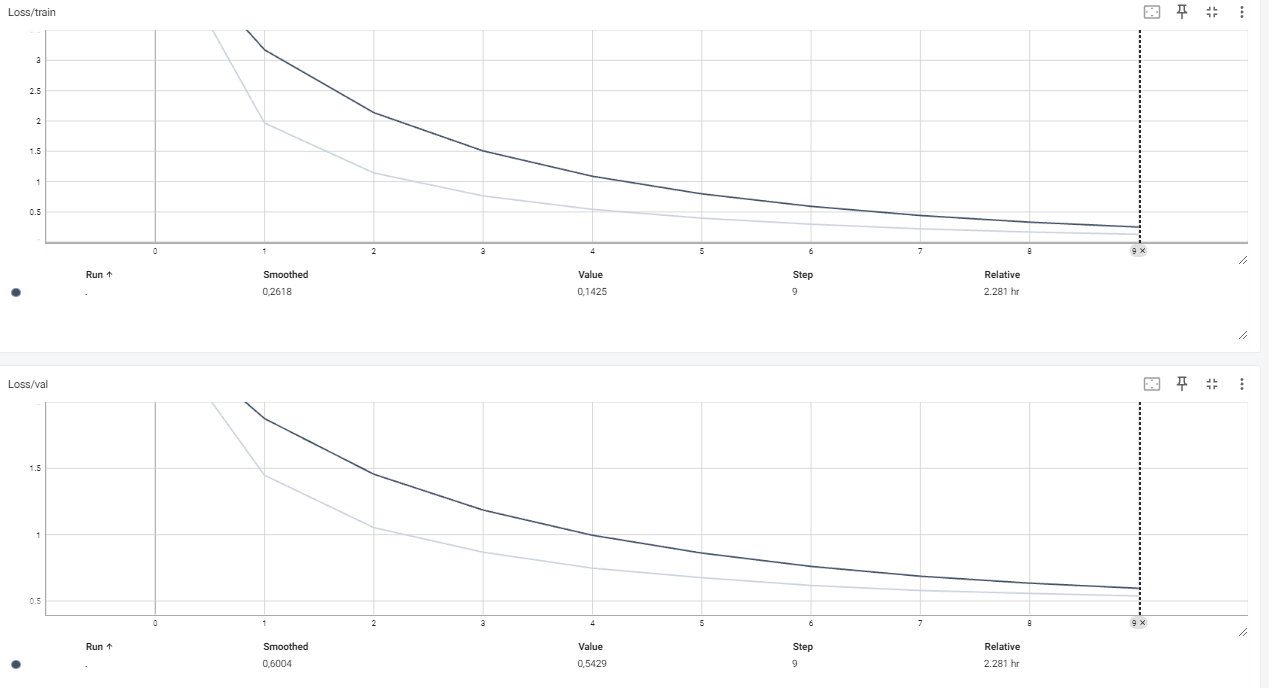 Loss/train
3
2.5
2
1.5
1
0.5
0 1 2 3 4 5 6 7 8 9 ×
Run ↑ Smoothed Value Step Relative
. 0,2618 0,1425 9 2.281 hr
Loss/val
1.5
1
0.5
0 1 2 3 4 5 6 7 8 9 ×
Run ↑ Smoothed Value Step Relative
. 0,6004 0,5429 9 2.281 hr